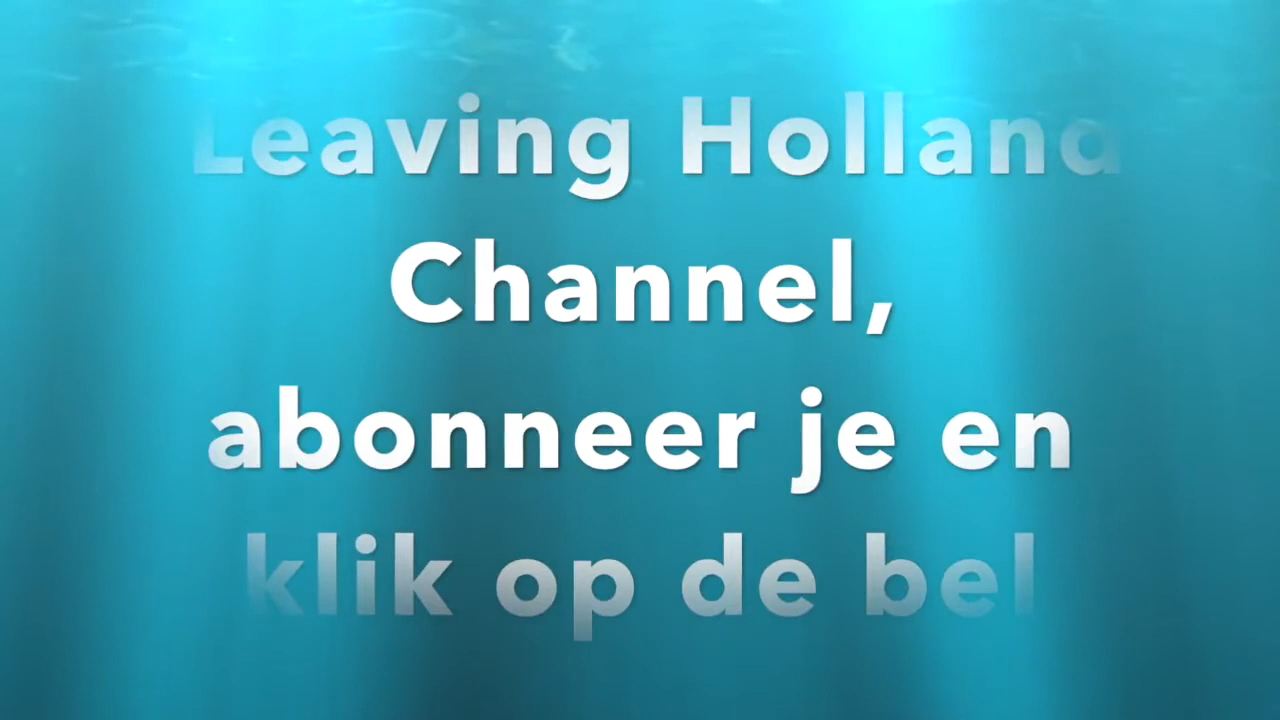 Leaving Holland
Channel,
abonneer je en
klik op de bel